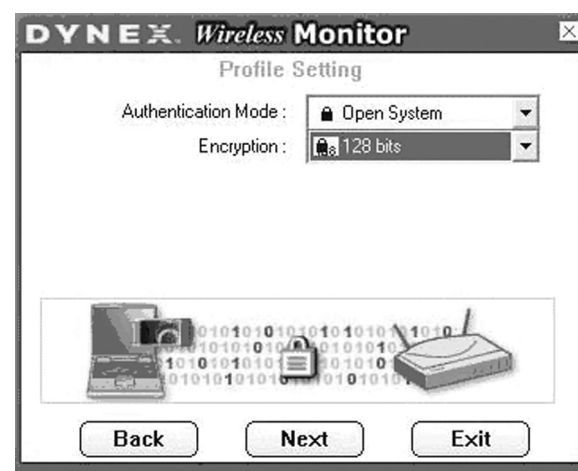 DYNEX Wireless Monitor
Profile Setting
Authentication Mode : Open System
Encryption : 128 bits
Back Next Exit